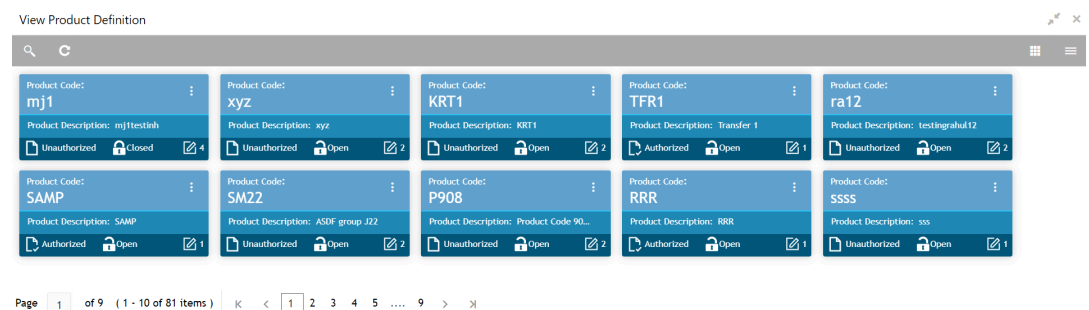 View Product Definition
Product Code: Product Code: Product Code: Product Code: Product Code:
mj1 xyz KRT1 TFR1 ra12
Product Description: mj1testinh Product Description: xyz Product Description: KRT1 Product Description: Transfer 1 Product Description: testingrahul12
Unauthorized Closed 4 Unauthorized Open 2 Unauthorized Open 2 Authorized Open 1 Unauthorized Open 2
Product Code: Product Code: Product Code: Product Code: Product Code:
SAMP SM22 P908 RRR ssss
Product Description: SAMP Product Description: ASDF group J22 Product Description: Product Code 90... Product Description: RRR Product Description: sss
Authorized Open 1 Unauthorized Open 2 Unauthorized Open 2 Authorized Open 1 Unauthorized Open 1
Page 1 of 9 ( 1 - 10 of 81 items ) 1 2 3 4 5 .... 9